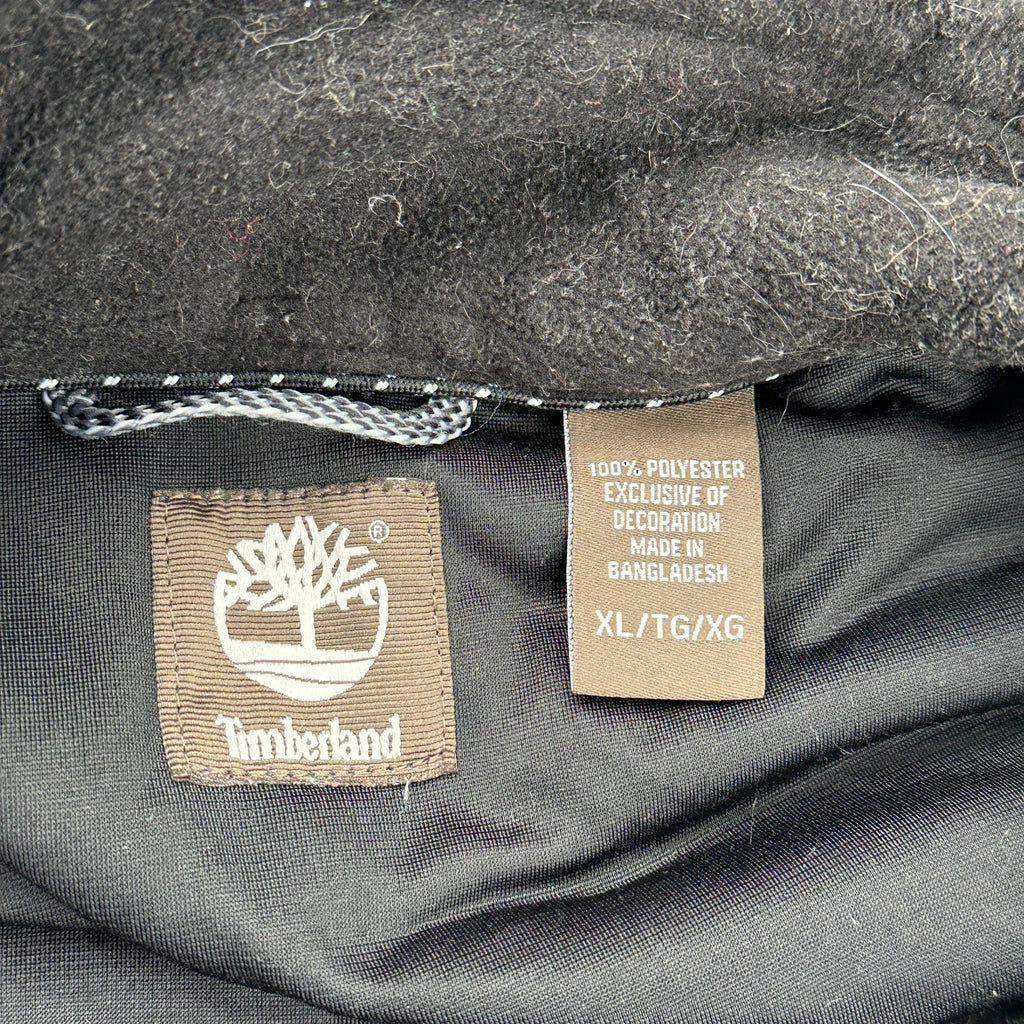 ®
Timberland
100% POLYESTER
EXCLUSIVE OF
DECORATION
MADE IN
BANGLADESH
XL/TG/XG